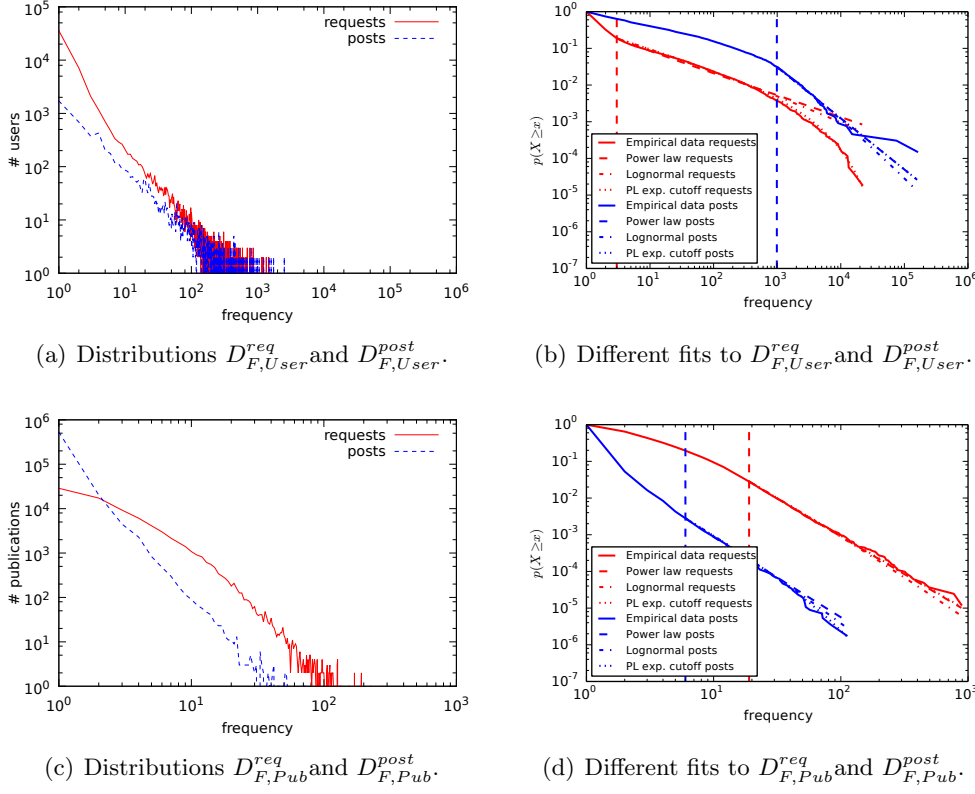 10^6
10^5
10^4
10^3
10^2
10^1
10^0
# users
requests
posts
10^0 10^1 10^2 10^3 10^4 10^5 10^6
frequency
(a) Distributions D^{req}_{F,User} and D^{post}_{F,User}.
10^0
10^-1
10^-2
10^-3
10^-4
10^-5
10^-6
10^-7
p(X ≥ x)
Empirical data requests
Power law requests
Lognormal requests
PL exp. cutoff requests
Empirical data posts
Power law posts
Lognormal posts
PL exp. cutoff posts
10^0 10^1 10^2 10^3 10^4 10^5 10^6
frequency
(b) Different fits to D^{req}_{F,User} and D^{post}_{F,User}.
10^6
10^5
10^4
10^3
10^2
10^1
10^0
# publications
requests
posts
10^0 10^1 10^2 10^3
frequency
(c) Distributions D^{req}_{F,Pub} and D^{post}_{F,Pub}.
10^0
10^-1
10^-2
10^-3
10^-4
10^-5
10^-6
10^-7
p(X ≥ x)
Empirical data requests
Power law requests
Lognormal requests
PL exp. cutoff requests
Empirical data posts
Power law posts
Lognormal posts
PL exp. cutoff posts
10^0 10^1 10^2 10^3
frequency
(d) Different fits to D^{req}_{F,Pub} and D^{post}_{F,Pub}.